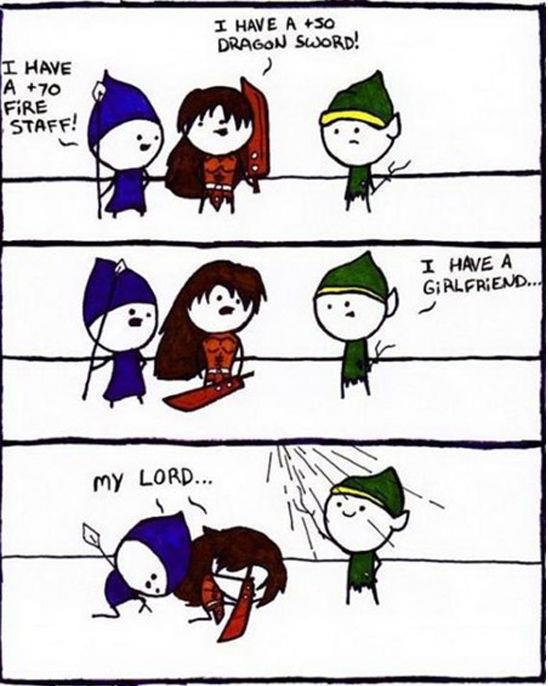 I HAVE A +50
DRAGON SWORD!
I HAVE
A +70
FiRE
STAFF!
I HAVE A
GiRLFRiEND...
MY LORD...